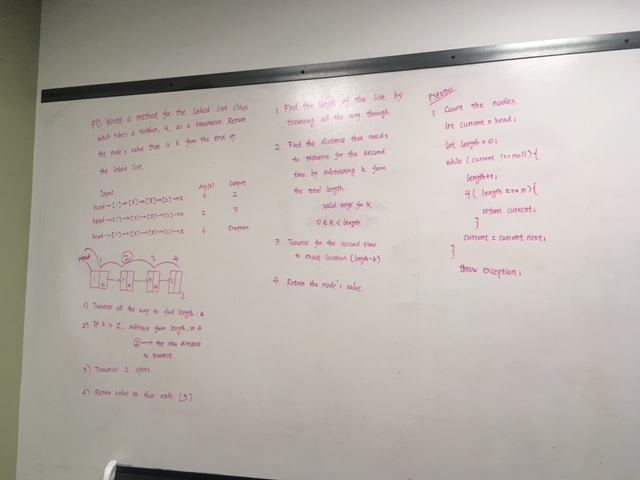 PD) Write a method for the Linked List class
which takes a number, k, as a parameter. Return
the node's value that is k from the end of
the linked list.
Input Arg(k) Output
head→[1]→[3]→[8]→[2]→x 0 2
head→[1]→[3]→[8]→[2]→x 2 3
head→[1]→[3]→[8]→[2]→x 6 Exception
Head 1 2 3 4
1) Traverse all the way to find length: 4
2) If k is 2, subtract from length, or 4
② → the new distance
to traverse
3) Traverse 2 spots
4) Return value on that node [3]
1. Find the length of the list by
traversing all the way through.
2. Find the distance that needs
to traverse for the second
time by subtracting k from
the total length.
valid range for k
0 ≤ k < length
3. Traverse for the second time
to exact location (length-k)
4. Return the node's value.
PSEUDO
1. Count the nodes
let current = head;
let length = 0;
while (current !== null) {
length++;
if ( length === n) {
return current;
}
current = current.next;
}
throw exception;